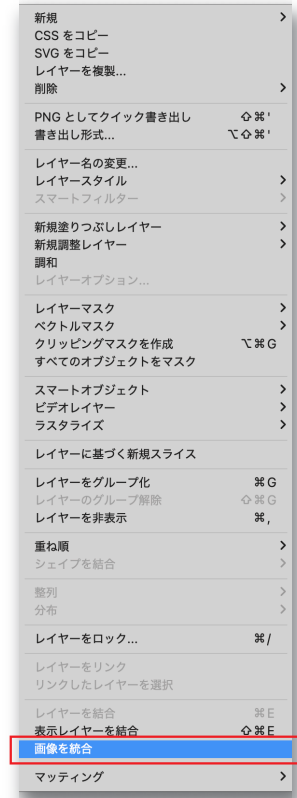 新規
CSS をコピー
SVG をコピー
レイヤーを複製...
削除
PNG としてクイック書き出し ⇧⌘'
書き出し形式... ⌥⇧⌘'
レイヤー名の変更...
レイヤースタイル
スマートフィルター
新規塗りつぶしレイヤー
新規調整レイヤー
調和
レイヤーオプション...
レイヤーマスク
ベクトルマスク
クリッピングマスクを作成 ⌥⌘G
すべてのオブジェクトをマスク
スマートオブジェクト
ビデオレイヤー
ラスタライズ
レイヤーに基づく新規スライス
レイヤーをグループ化 ⌘G
レイヤーのグループ解除 ⇧⌘G
レイヤーを非表示 ⌘,
重ね順
シェイプを結合
整列
分布
レイヤーをロック... ⌘/
レイヤーをリンク
リンクしたレイヤーを選択
レイヤーを結合 ⌘E
表示レイヤーを結合 ⇧⌘E
画像を統合
マッティング